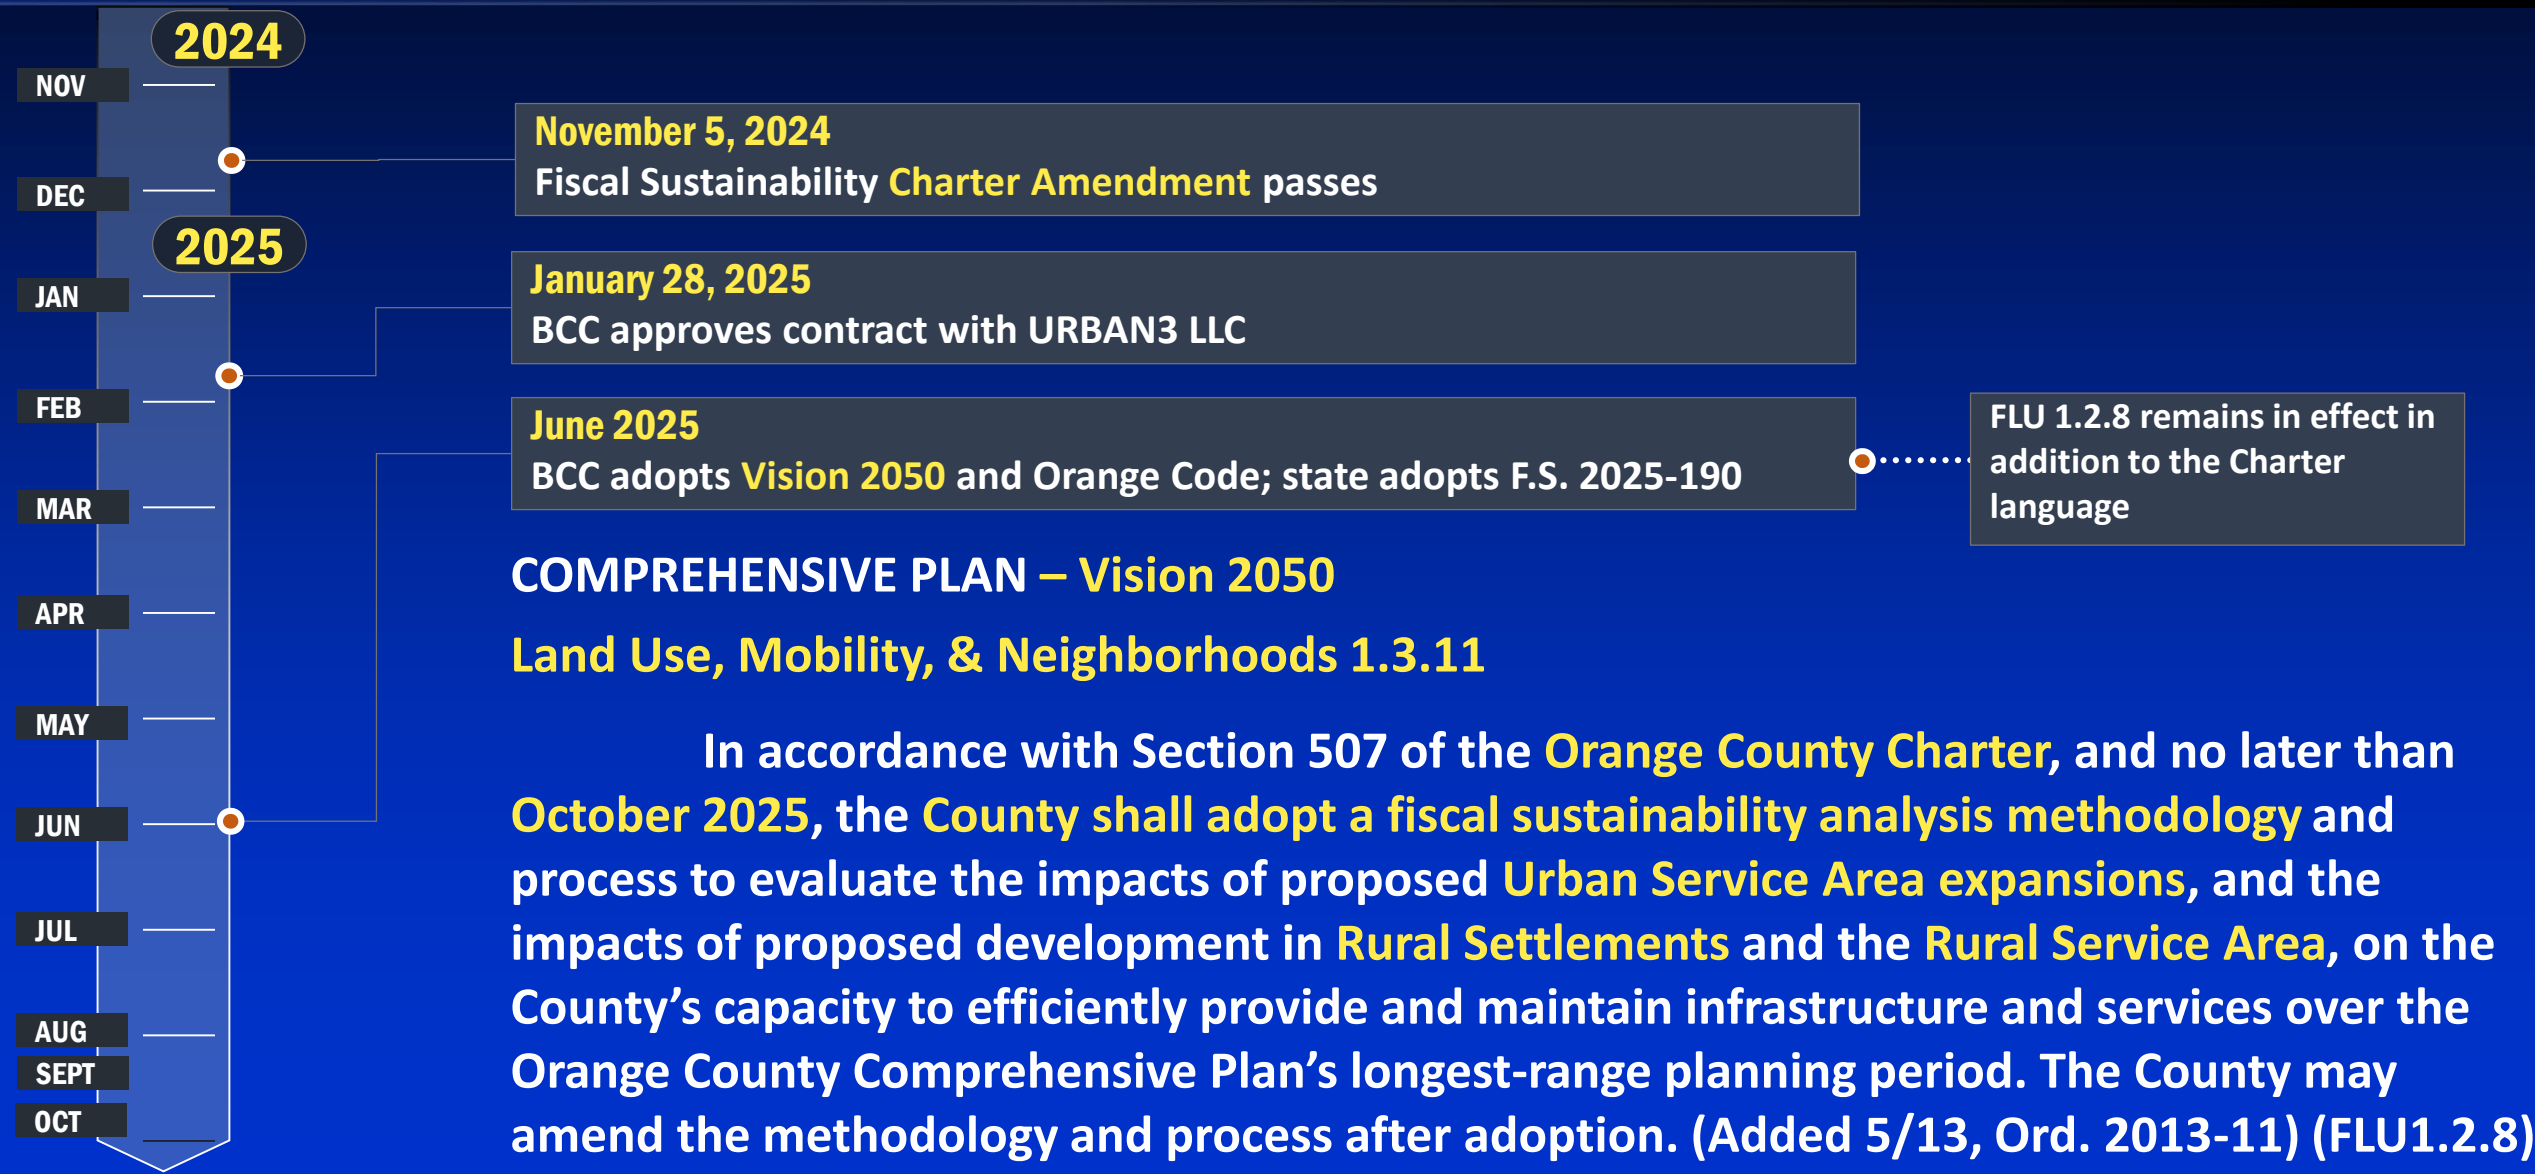 2024
NOV
DEC
2025
JAN
FEB
MAR
APR
MAY
JUN
JUL
AUG
SEPT
OCT
November 5, 2024
Fiscal Sustainability Charter Amendment passes
January 28, 2025
BCC approves contract with URBAN3 LLC
June 2025
BCC adopts Vision 2050 and Orange Code; state adopts F.S. 2025-190
FLU 1.2.8 remains in effect in
addition to the Charter
language
COMPREHENSIVE PLAN – Vision 2050
Land Use, Mobility, & Neighborhoods 1.3.11
In accordance with Section 507 of the Orange County Charter, and no later than
October 2025, the County shall adopt a fiscal sustainability analysis methodology and
process to evaluate the impacts of proposed Urban Service Area expansions, and the
impacts of proposed development in Rural Settlements and the Rural Service Area, on the
County’s capacity to efficiently provide and maintain infrastructure and services over the
Orange County Comprehensive Plan’s longest-range planning period. The County may
amend the methodology and process after adoption. (Added 5/13, Ord. 2013-11) (FLU1.2.8)